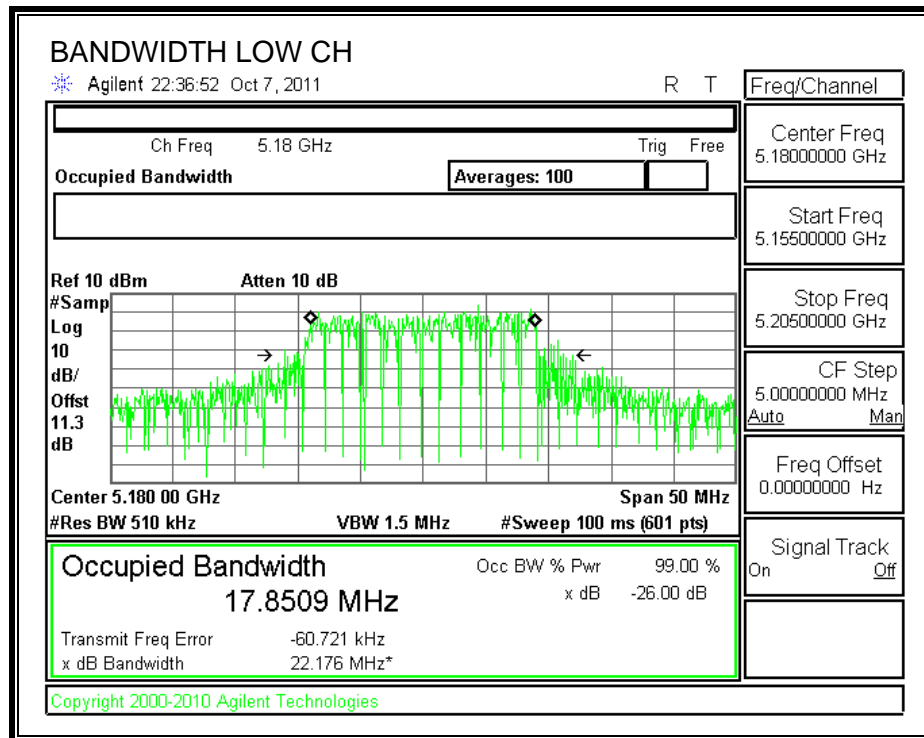 BANDWIDTH LOW CH
Agilent 22:36:52 Oct 7, 2011 R T
Freq/Channel
Ch Freq 5.18 GHz Trig Free
Occupied Bandwidth Averages: 100
Center Freq
5.18000000 GHz
Start Freq
5.15500000 GHz
Stop Freq
5.20500000 GHz
CF Step
5.00000000 MHz
Auto Man
Freq Offset
0.00000000 Hz
Signal Track
On Off
Ref 10 dBm Atten 10 dB
#Samp
Log
10
dB/
Offst
11.3
dB
Center 5.180 00 GHz Span 50 MHz
#Res BW 510 kHz VBW 1.5 MHz #Sweep 100 ms (601 pts)
Occupied Bandwidth Occ BW % Pwr 99.00 %
17.8509 MHz x dB -26.00 dB
Transmit Freq Error -60.721 kHz
x dB Bandwidth 22.176 MHz*
Copyright 2000-2010 Agilent Technologies